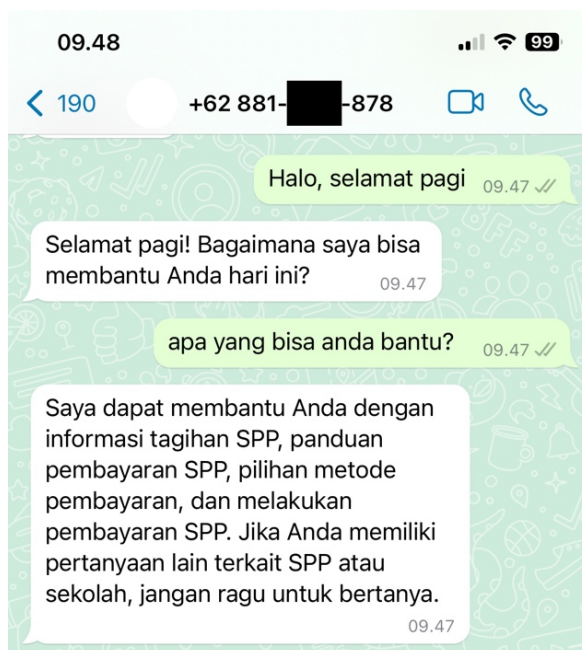 09.48
99
190
+62 881- -878
Halo, selamat pagi 09.47
Selamat pagi! Bagaimana saya bisa
membantu Anda hari ini? 09.47
apa yang bisa anda bantu? 09.47
Saya dapat membantu Anda dengan
informasi tagihan SPP, panduan
pembayaran SPP, pilihan metode
pembayaran, dan melakukan
pembayaran SPP. Jika Anda memiliki
pertanyaan lain terkait SPP atau
sekolah, jangan ragu untuk bertanya.
09.47